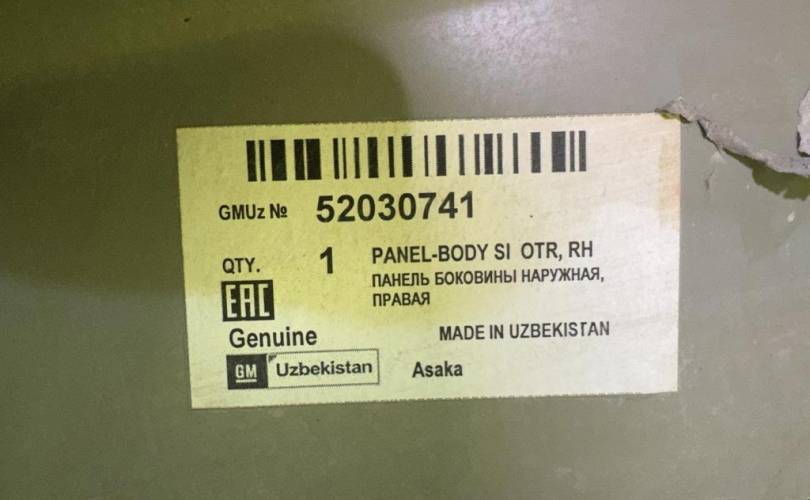 GMUz № 52030741
QTY. 1 PANEL-BODY SI OTR, RH
ПАНЕЛЬ БОКОВИНЫ НАРУЖНАЯ,
ПРАВАЯ
EAC
Genuine MADE IN UZBEKISTAN
GM Uzbekistan Asaka